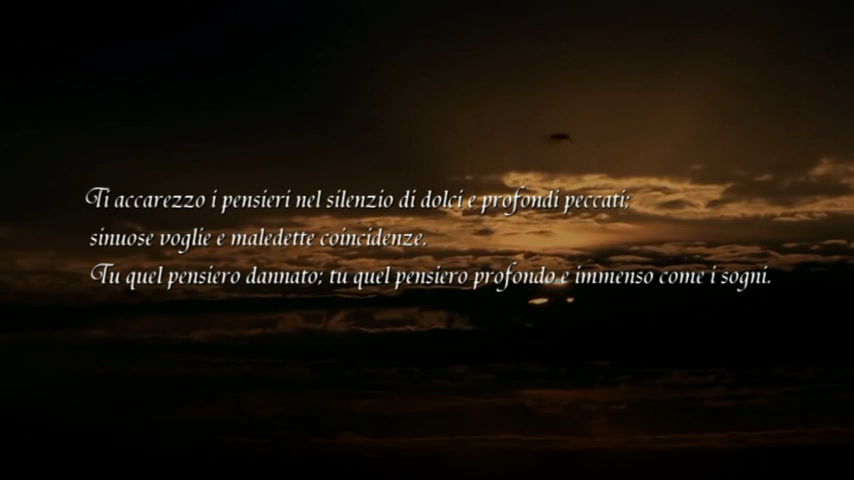 Ti accarezzo i pensieri nel silenzio di dolci e profondi peccati;
sinuose voglie e maledette coincidenze.
Tu quel pensiero dannato; tu quel pensiero profondo e immenso come i sogni.